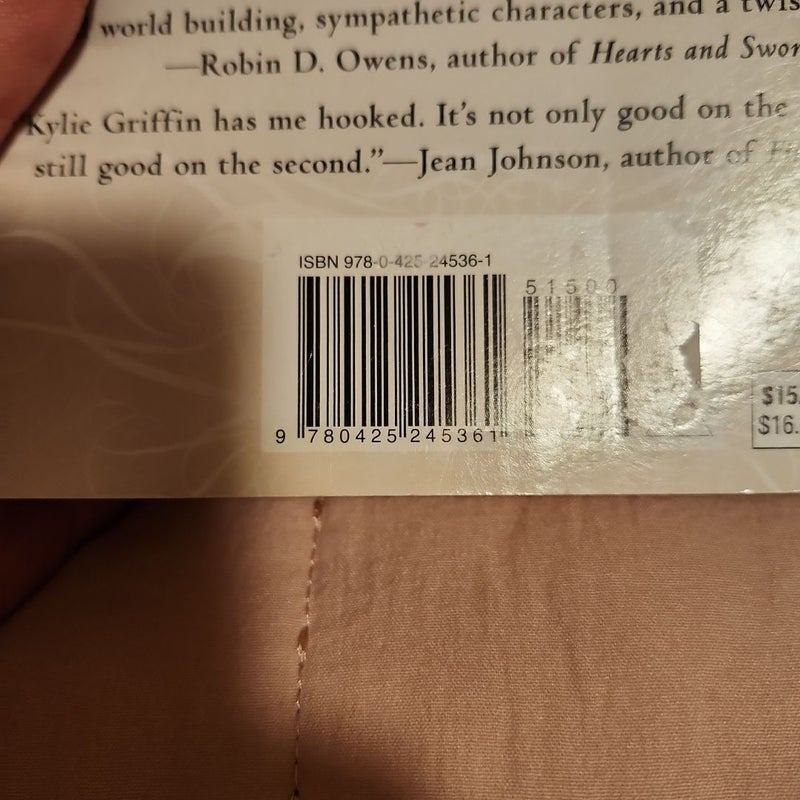 world building, sympathetic characters, and a twis
—Robin D. Owens, author of Hearts and Swor
Kylie Griffin has me hooked. It's not only good on the
still good on the second."—Jean Johnson, author of
ISBN 978-0-425-24536-1
51500
9 780425 245361
$15.
$16.